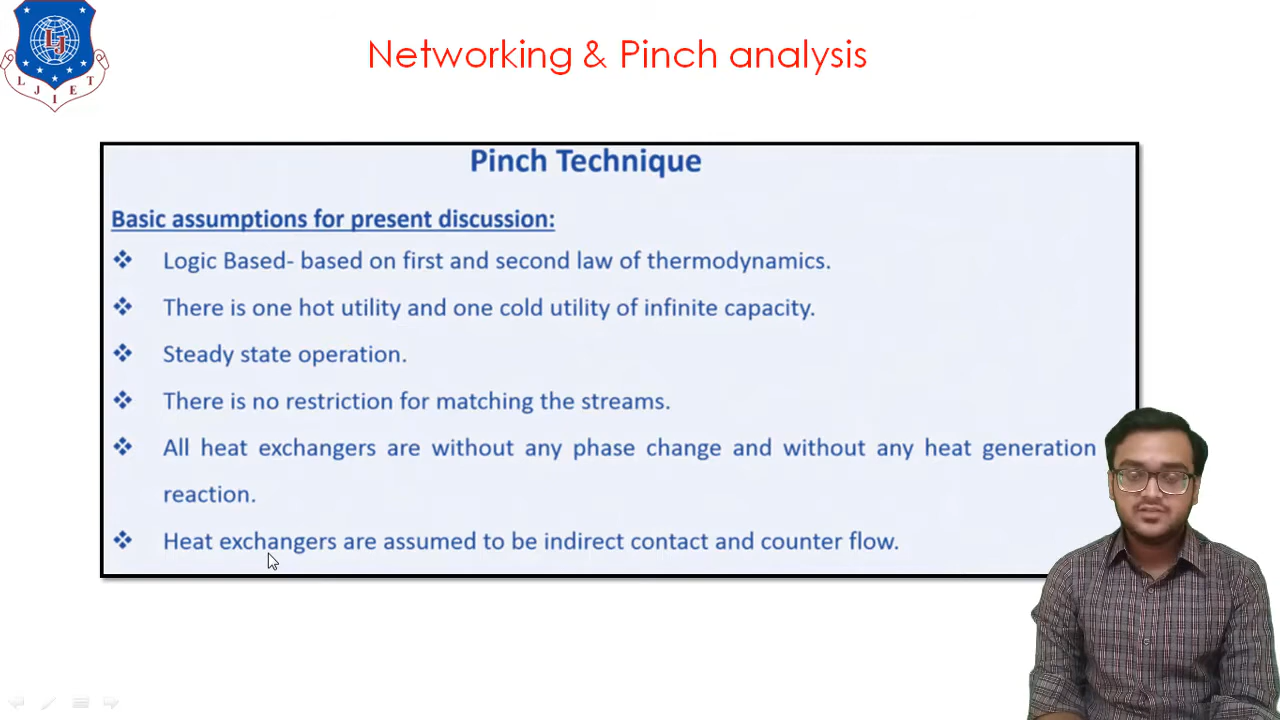 Networking & Pinch analysis
LJ
L J I E T
Pinch Technique
Basic assumptions for present discussion:
Logic Based- based on first and second law of thermodynamics.
There is one hot utility and one cold utility of infinite capacity.
Steady state operation.
There is no restriction for matching the streams.
All heat exchangers are without any phase change and without any heat generation
reaction.
Heat exchangers are assumed to be indirect contact and counter flow.